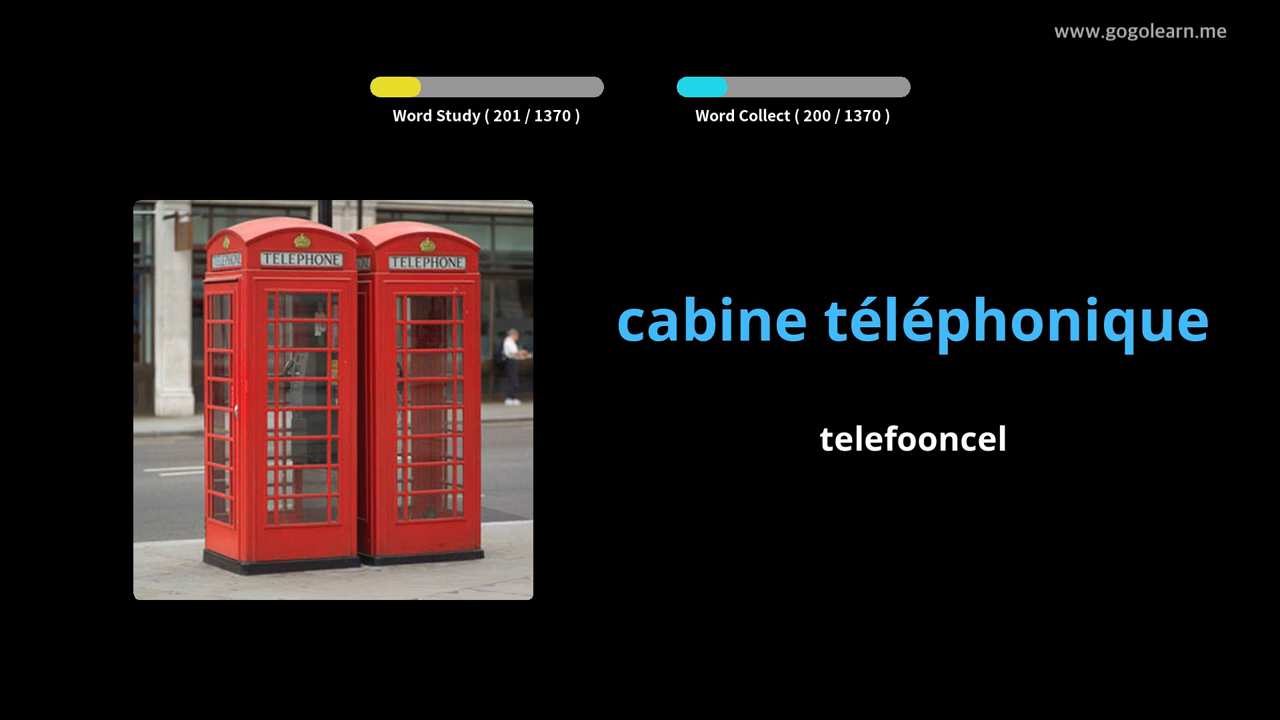 www.gogolearn.me
Word Study ( 201 / 1370 )
Word Collect ( 200 / 1370 )
TELEPHONE
TELEPHONE
cabine téléphonique
telefooncel